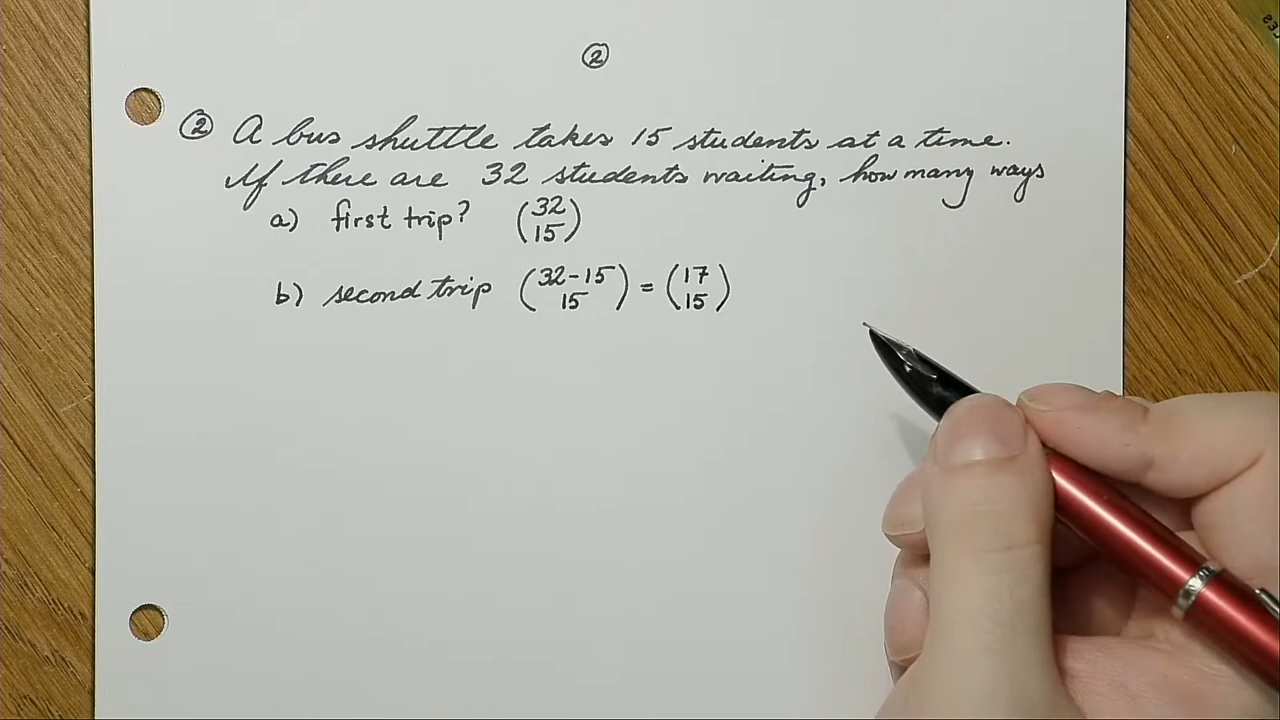 ②
② A bus shuttle takes 15 students at a time.
If there are 32 students waiting, how many ways
a) first trip? (32 15)
b) second trip (32-15 15) = (17 15)